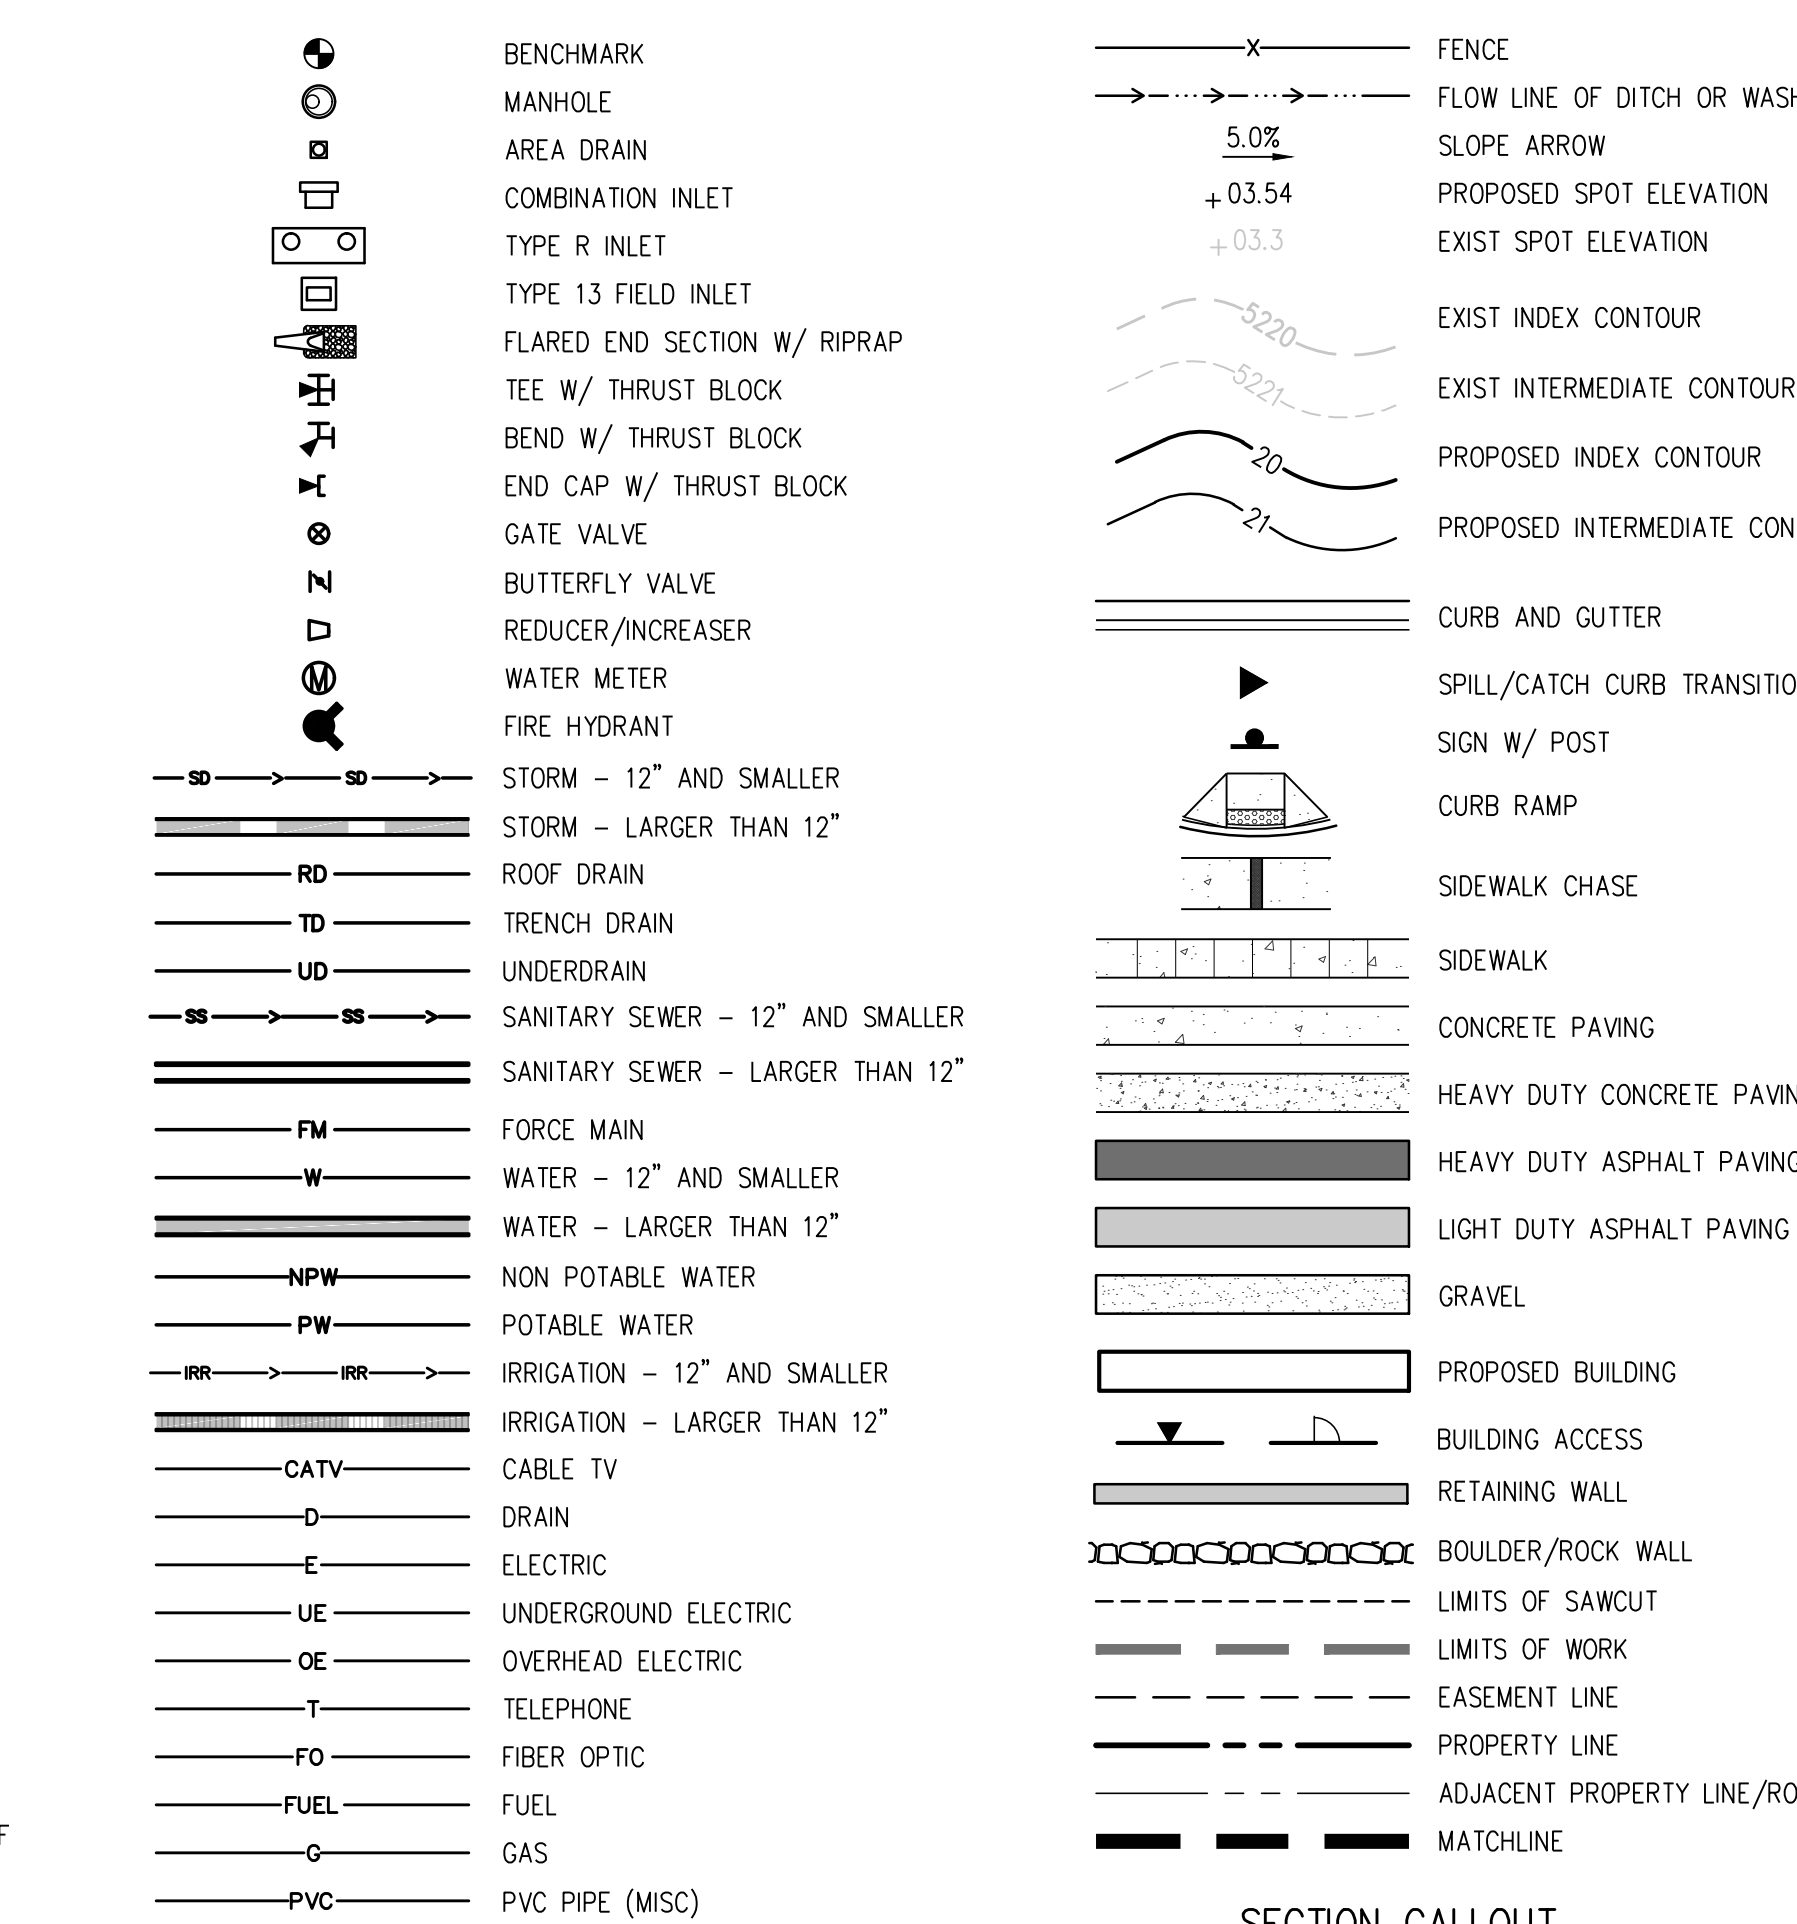 BENCHMARK
MANHOLE
AREA DRAIN
COMBINATION INLET
TYPE R INLET
TYPE 13 FIELD INLET
FLARED END SECTION W/ RIPRAP
TEE W/ THRUST BLOCK
BEND W/ THRUST BLOCK
END CAP W/ THRUST BLOCK
GATE VALVE
BUTTERFLY VALVE
REDUCER/INCREASER
M WATER METER
FIRE HYDRANT
SD SD STORM – 12" AND SMALLER
STORM – LARGER THAN 12"
RD ROOF DRAIN
TD TRENCH DRAIN
UD UNDERDRAIN
SS SS SANITARY SEWER – 12" AND SMALLER
SANITARY SEWER – LARGER THAN 12"
FM FORCE MAIN
W WATER – 12" AND SMALLER
WATER – LARGER THAN 12"
NPW NON POTABLE WATER
PW POTABLE WATER
IRR IRR IRRIGATION – 12" AND SMALLER
IRRIGATION – LARGER THAN 12"
CATV CABLE TV
D DRAIN
E ELECTRIC
UE UNDERGROUND ELECTRIC
OE OVERHEAD ELECTRIC
T TELEPHONE
FO FIBER OPTIC
FUEL FUEL
G GAS
PVC PVC PIPE (MISC)
X FENCE
FLOW LINE OF DITCH OR WASH
5.0% SLOPE ARROW
+ 03.54 PROPOSED SPOT ELEVATION
+ 03.3 EXIST SPOT ELEVATION
5220 EXIST INDEX CONTOUR
5221 EXIST INTERMEDIATE CONTOUR
20 PROPOSED INDEX CONTOUR
21 PROPOSED INTERMEDIATE CON
CURB AND GUTTER
SPILL/CATCH CURB TRANSITIO
SIGN W/ POST
CURB RAMP
SIDEWALK CHASE
SIDEWALK
CONCRETE PAVING
HEAVY DUTY CONCRETE PAVIN
HEAVY DUTY ASPHALT PAVING
LIGHT DUTY ASPHALT PAVING
GRAVEL
PROPOSED BUILDING
BUILDING ACCESS
RETAINING WALL
BOULDER/ROCK WALL
LIMITS OF SAWCUT
LIMITS OF WORK
EASEMENT LINE
PROPERTY LINE
ADJACENT PROPERTY LINE/RO
MATCHLINE
SECTION CALLOUT